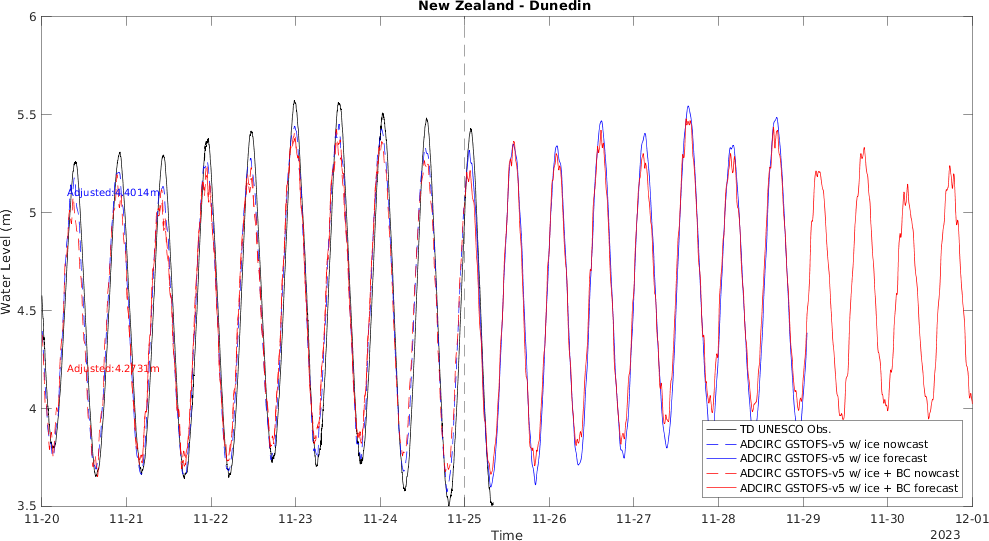 New Zealand - Dunedin
6
5.5
5
4.5
4
3.5
Water Level (m)
Adjusted:4.4014m
Adjusted:4.2731m
TD UNESCO Obs.
ADCIRC GSTOFS-v5 w/ ice nowcast
ADCIRC GSTOFS-v5 w/ ice forecast
ADCIRC GSTOFS-v5 w/ ice + BC nowcast
ADCIRC GSTOFS-v5 w/ ice + BC forecast
11-20 11-21 11-22 11-23 11-24 11-25 11-26 11-27 11-28 11-29 11-30 12-01
Time
2023